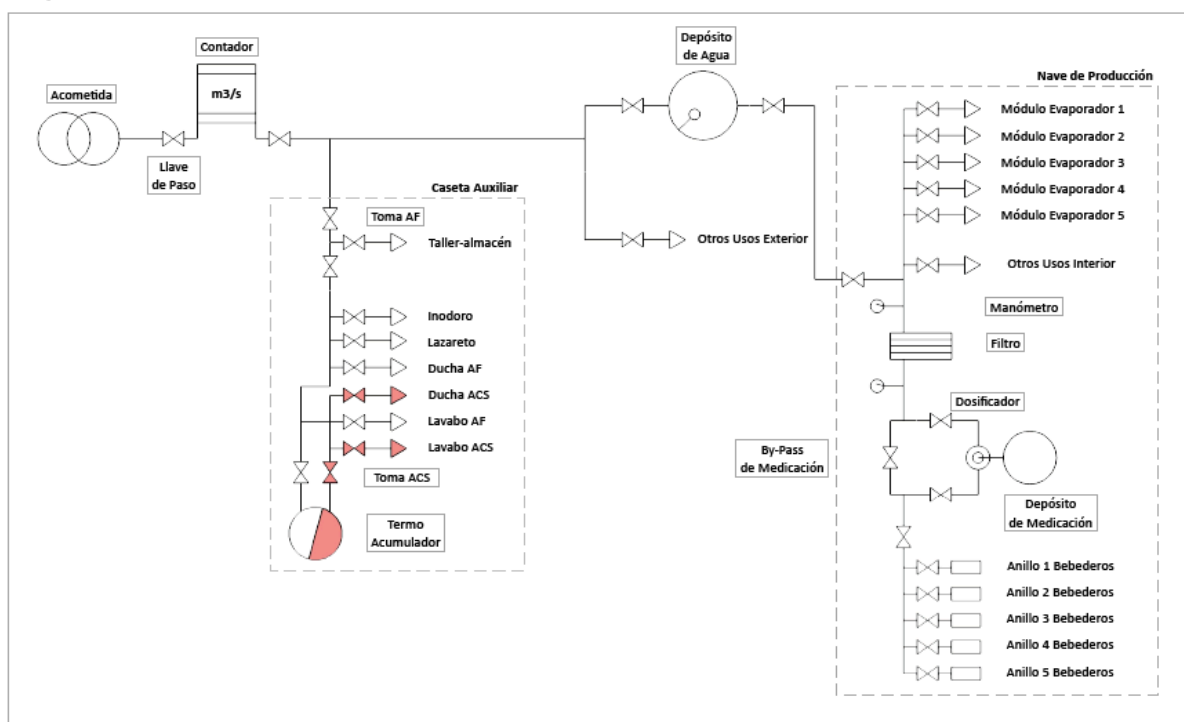 Acometida
Llave
de Paso
Contador
m3/s
Caseta Auxiliar
Toma AF
Taller-almacén
Inodoro
Lazareto
Ducha AF
Ducha ACS
Lavabo AF
Lavabo ACS
Toma ACS
Termo
Acumulador
Depósito
de Agua
Otros Usos Exterior
Nave de Producción
Módulo Evaporador 1
Módulo Evaporador 2
Módulo Evaporador 3
Módulo Evaporador 4
Módulo Evaporador 5
Otros Usos Interior
Manómetro
Filtro
Dosificador
By-Pass
de Medicación
Depósito
de Medicación
Anillo 1 Bebederos
Anillo 2 Bebederos
Anillo 3 Bebederos
Anillo 4 Bebederos
Anillo 5 Bebederos